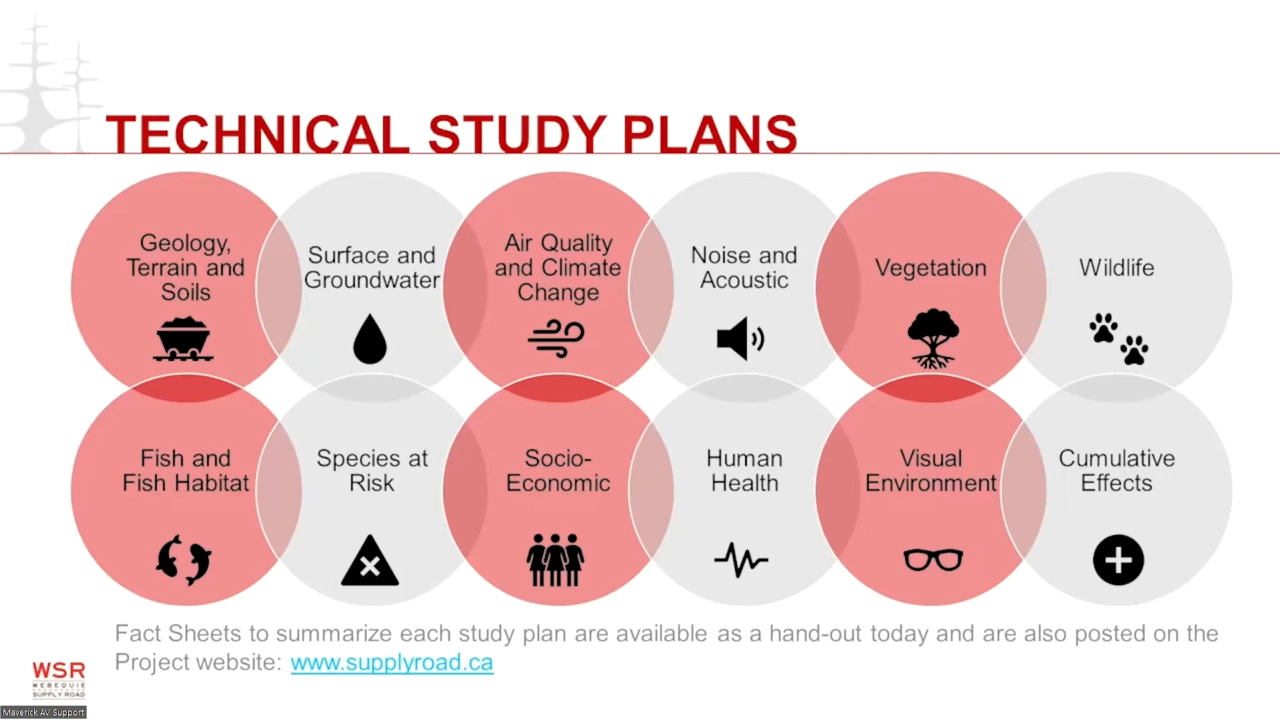 TECHNICAL STUDY PLANS
Geology,
Terrain and
Soils
Surface and
Groundwater
Air Quality
and Climate
Change
Noise and
Acoustic
Vegetation
Wildlife
Fish and
Fish Habitat
Species at
Risk
Socio-
Economic
Human
Health
Visual
Environment
Cumulative
Effects
Fact Sheets to summarize each study plan are available as a hand-out today and are also posted on the
Project website: www.supplyroad.ca
WSR
WEBEQUIE
SUPPLY ROAD
Maverick AV Support